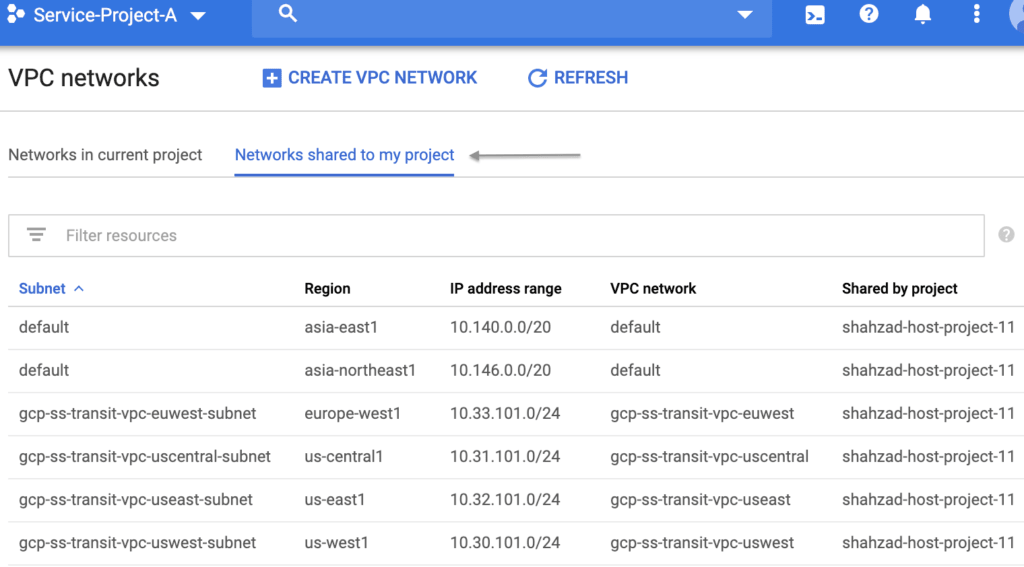 Service-Project-A
VPC networks CREATE VPC NETWORK REFRESH
Networks in current project Networks shared to my project
Filter resources
Subnet Region IP address range VPC network Shared by project
default asia-east1 10.140.0.0/20 default shahzad-host-project-11
default asia-northeast1 10.146.0.0/20 default shahzad-host-project-11
gcp-ss-transit-vpc-euwest-subnet europe-west1 10.33.101.0/24 gcp-ss-transit-vpc-euwest shahzad-host-project-11
gcp-ss-transit-vpc-uscentral-subnet us-central1 10.31.101.0/24 gcp-ss-transit-vpc-uscentral shahzad-host-project-11
gcp-ss-transit-vpc-useast-subnet us-east1 10.32.101.0/24 gcp-ss-transit-vpc-useast shahzad-host-project-11
gcp-ss-transit-vpc-uswest-subnet us-west1 10.30.101.0/24 gcp-ss-transit-vpc-uswest shahzad-host-project-11